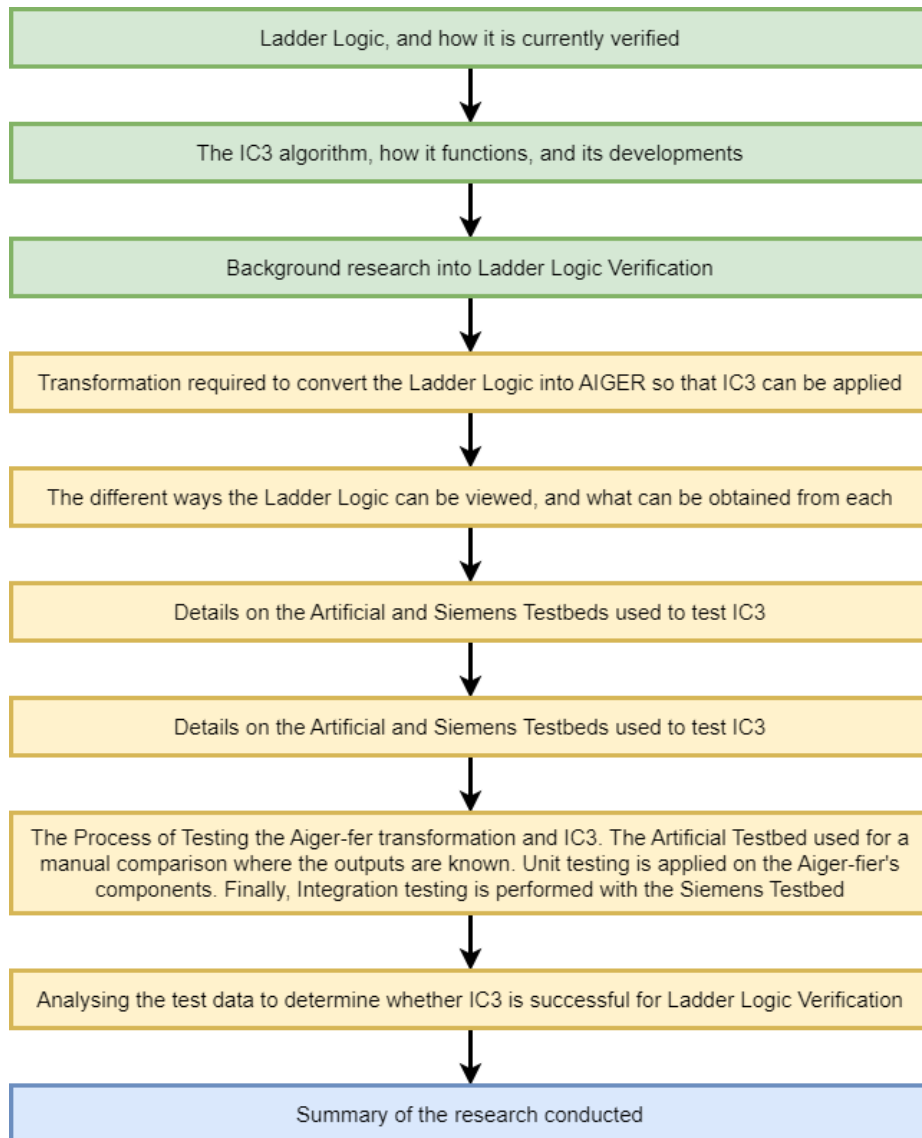 Ladder Logic, and how it is currently verified
The IC3 algorithm, how it functions, and its developments
Background research into Ladder Logic Verification
Transformation required to convert the Ladder Logic into AIGER so that IC3 can be applied
The different ways the Ladder Logic can be viewed, and what can be obtained from each
Details on the Artificial and Siemens Testbeds used to test IC3
Details on the Artificial and Siemens Testbeds used to test IC3
The Process of Testing the Aiger-fer transformation and IC3. The Artificial Testbed used for a
manual comparison where the outputs are known. Unit testing is applied on the Aiger-fier's
components. Finally, Integration testing is performed with the Siemens Testbed
Analysing the test data to determine whether IC3 is successful for Ladder Logic Verification
Summary of the research conducted